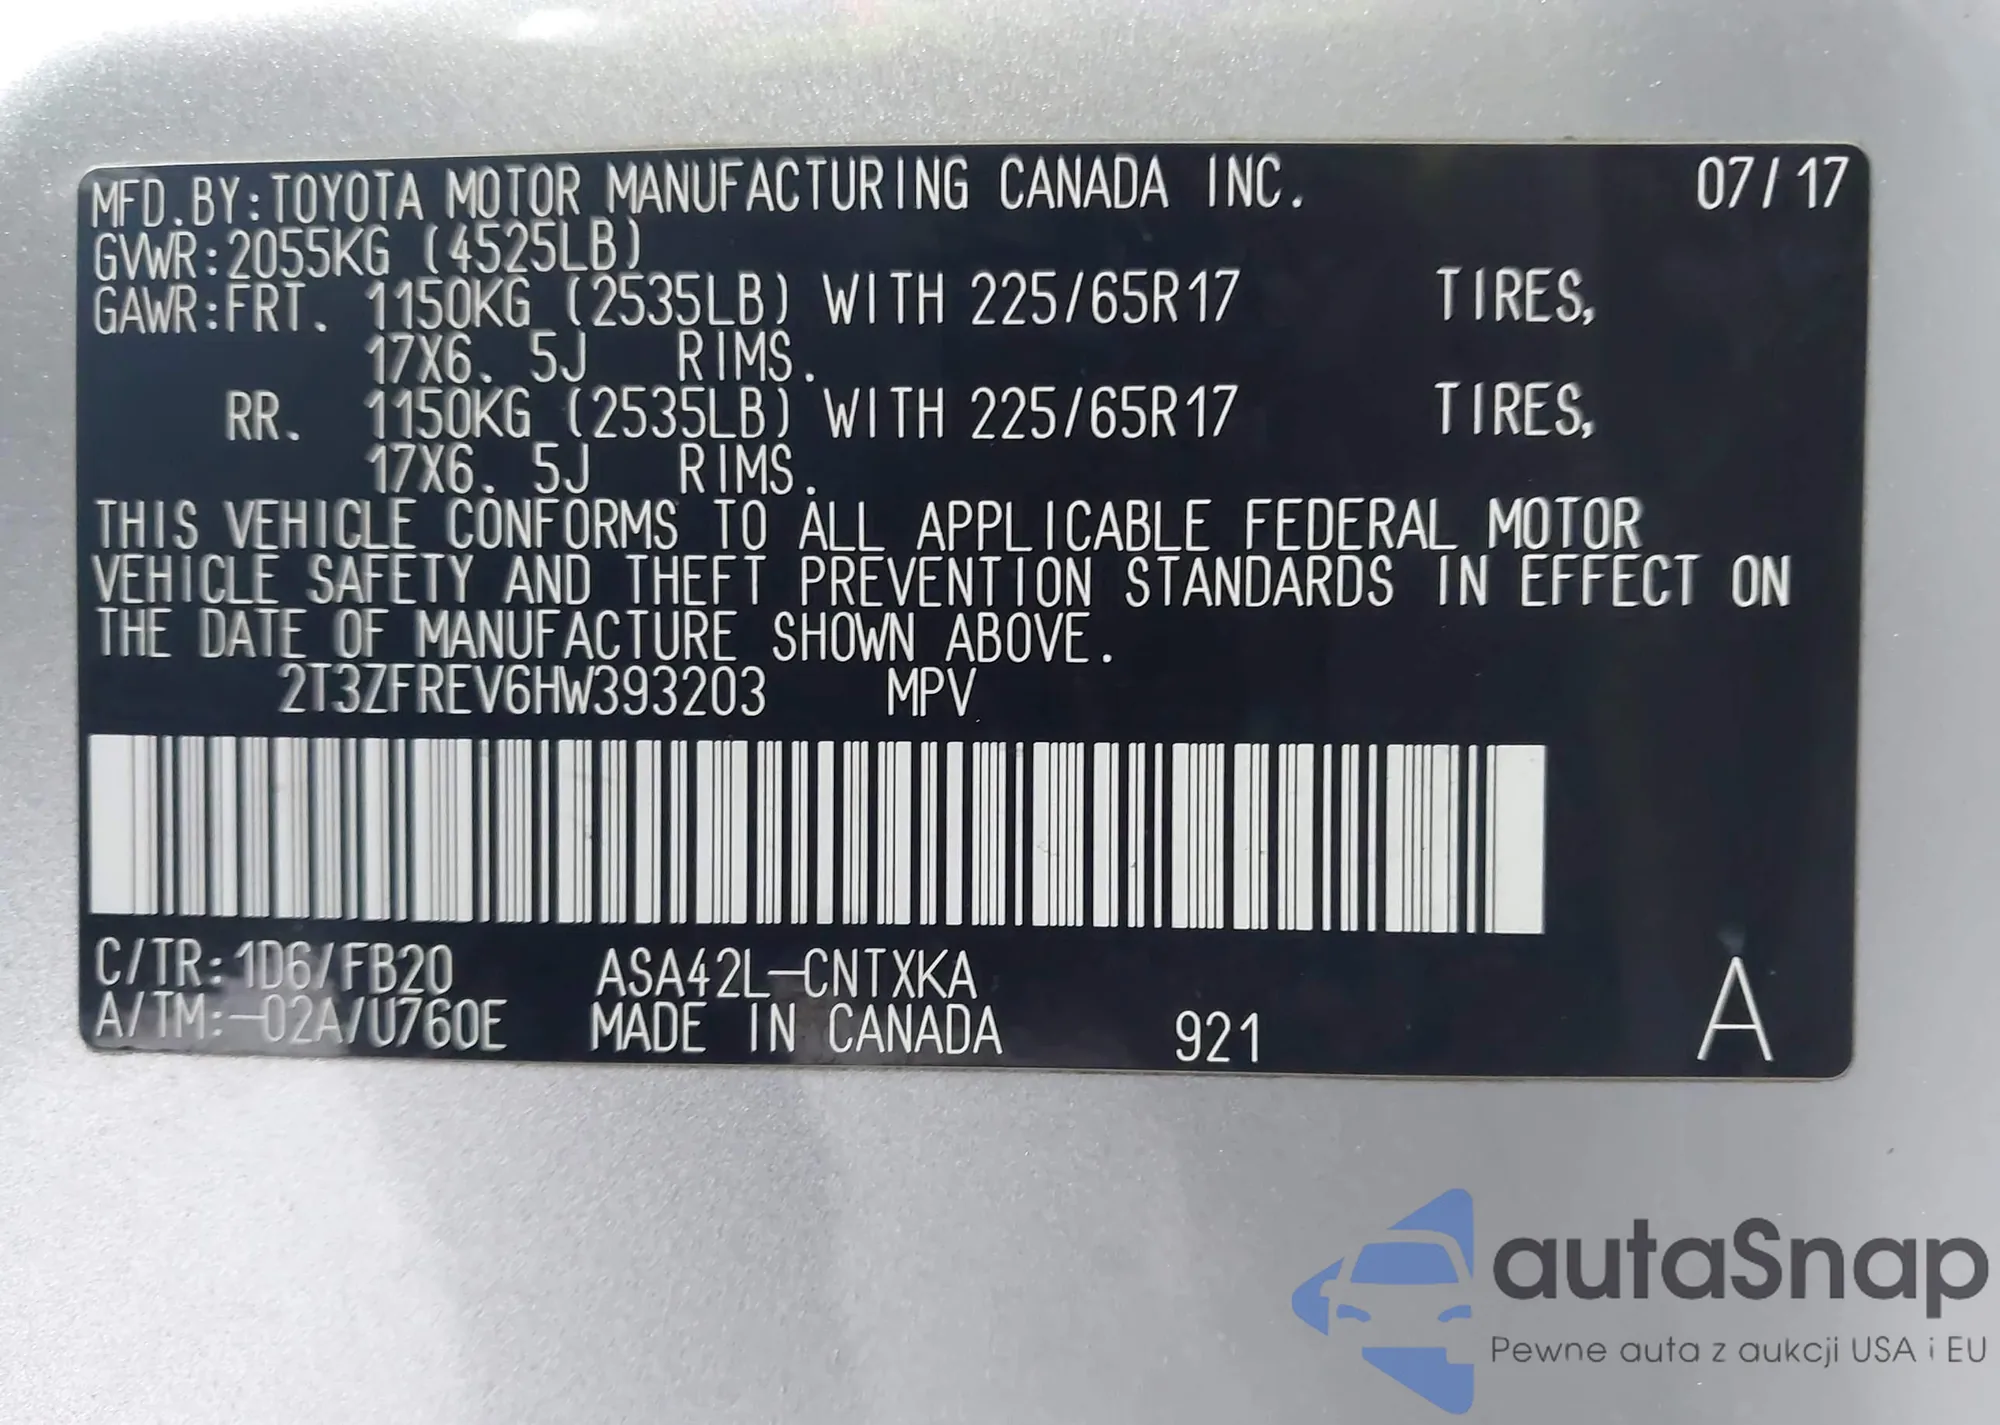 MFD.BY:TOYOTA MOTOR MANUFACTURING CANADA INC. 07/17
GVWR:2055KG (4525LB)
GAWR:FRT. 1150KG (2535LB) WITH 225/65R17 TIRES,
17X6.5J RIMS.
RR. 1150KG (2535LB) WITH 225/65R17 TIRES,
17X6.5J RIMS.
THIS VEHICLE CONFORMS TO ALL APPLICABLE FEDERAL MOTOR
VEHICLE SAFETY AND THEFT PREVENTION STANDARDS IN EFFECT ON
THE DATE OF MANUFACTURE SHOWN ABOVE.
2T3ZFREV6HW393203 MPV
C/TR:1D6/FB20 ASA42L-CNTXKA
A/TM:-02A/U760E MADE IN CANADA 921 A
autaSnap
Pewne auta z aukcji USA i EU